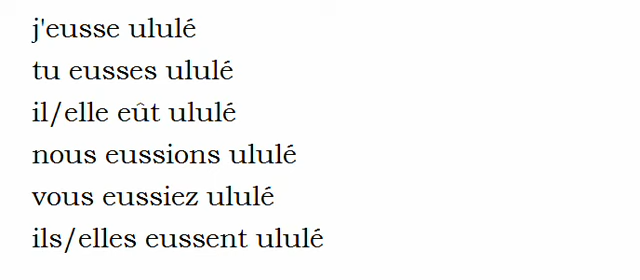 j'eusse ululé
tu eusses ululé
il/elle eût ululé
nous eussions ululé
vous eussiez ululé
ils/elles eussent ululé